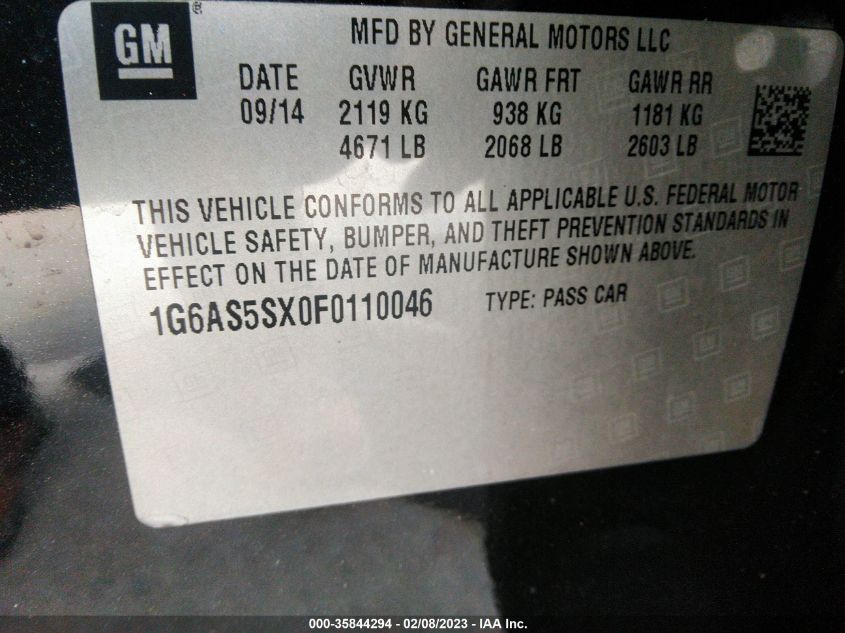 GM ®
MFD BY GENERAL MOTORS LLC
DATE GVWR GAWR FRT GAWR RR
09/14 2119 KG 938 KG 1181 KG
4671 LB 2068 LB 2603 LB
THIS VEHICLE CONFORMS TO ALL APPLICABLE U.S. FEDERAL MOTOR
VEHICLE SAFETY, BUMPER, AND THEFT PREVENTION STANDARDS IN
EFFECT ON THE DATE OF MANUFACTURE SHOWN ABOVE.
1G6AS5SX0F0110046 TYPE: PASS CAR
000-35844294 - 02/08/2023 - IAA Inc.